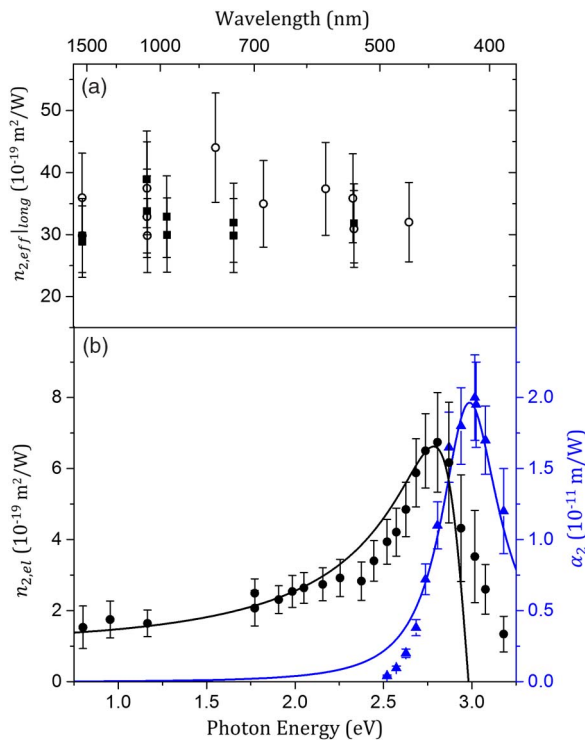 Wavelength (nm)
1500 1000 700 500 400
(a)
50
40
30
20
n2,eff|long (10⁻¹⁹ m²/W)
(b)
8
6
4
2
0
n2,el (10⁻¹⁹ m²/W)
2.0
1.5
1.0
0.5
0.0
α2 (10⁻¹¹ m/W)
1.0 1.5 2.0 2.5 3.0
Photon Energy (eV)